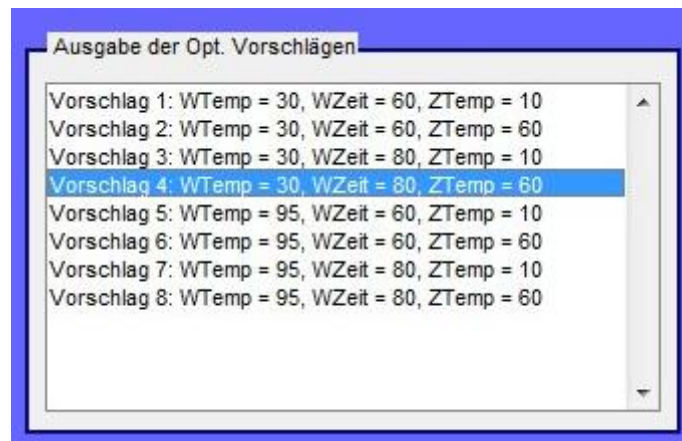 Ausgabe der Opt. Vorschlägen
Vorschlag 1: WTemp = 30, WZeit = 60, ZTemp = 10
Vorschlag 2: WTemp = 30, WZeit = 60, ZTemp = 60
Vorschlag 3: WTemp = 30, WZeit = 80, ZTemp = 10
Vorschlag 4: WTemp = 30, WZeit = 80, ZTemp = 60
Vorschlag 5: WTemp = 95, WZeit = 60, ZTemp = 10
Vorschlag 6: WTemp = 95, WZeit = 60, ZTemp = 60
Vorschlag 7: WTemp = 95, WZeit = 80, ZTemp = 10
Vorschlag 8: WTemp = 95, WZeit = 80, ZTemp = 60